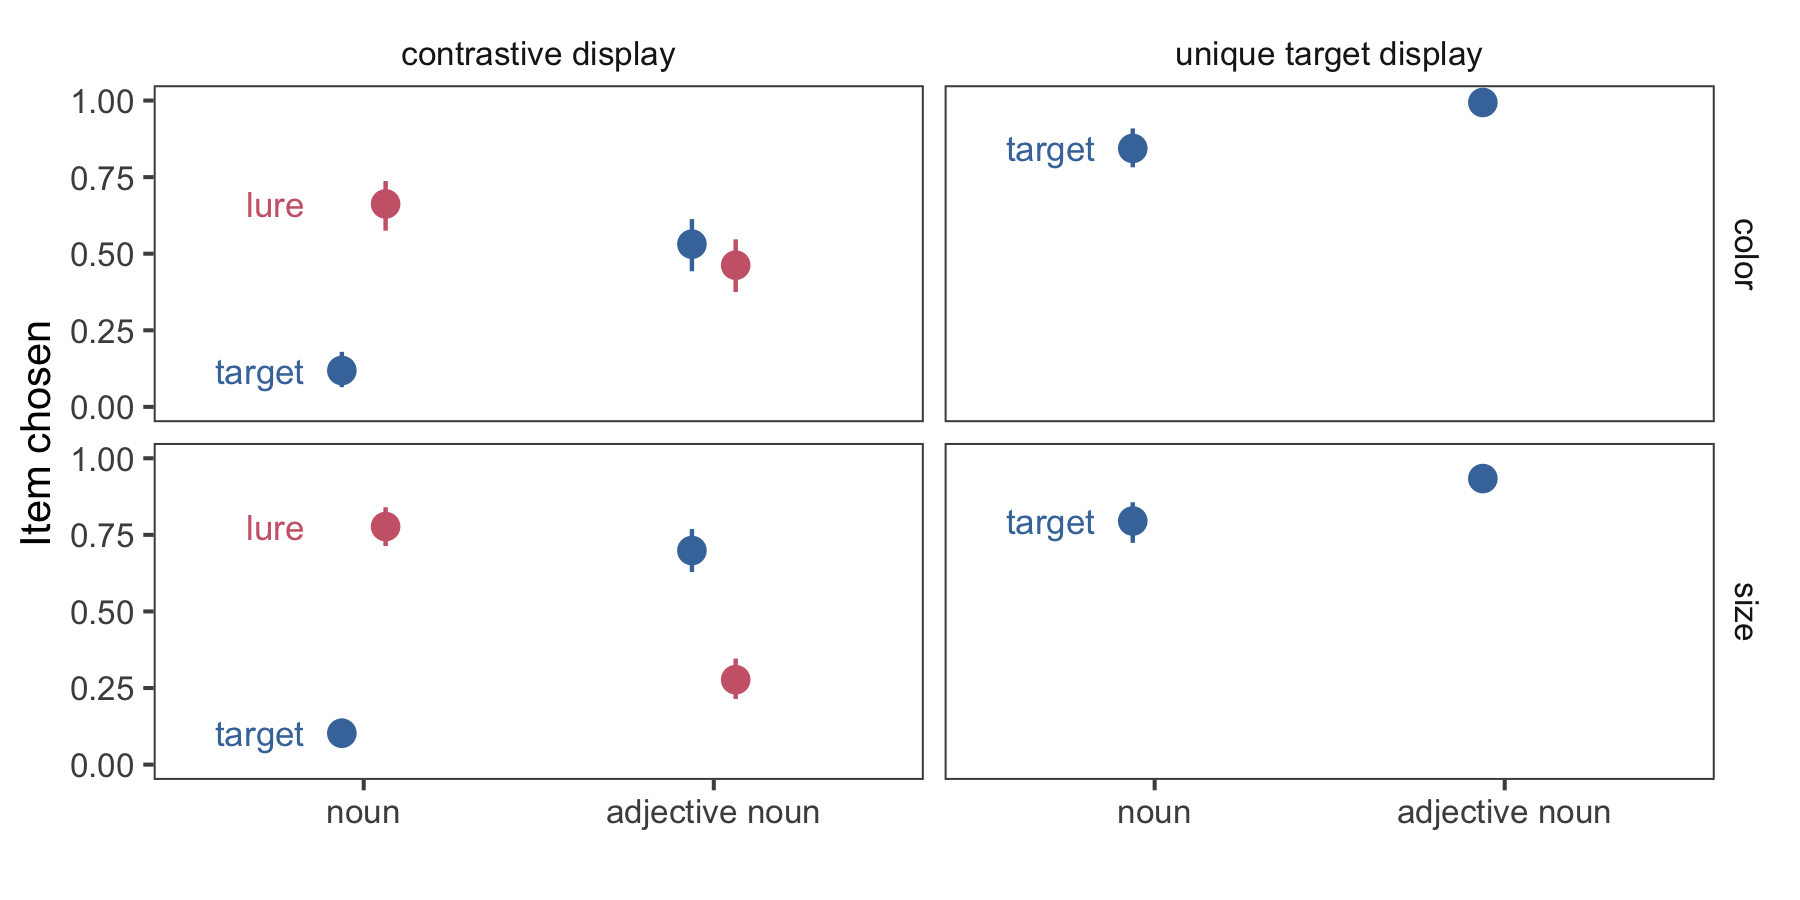 contrastive display
unique target display
Item chosen
1.00
0.75
0.50
0.25
0.00
lure
target
target
color
1.00
0.75
0.50
0.25
0.00
lure
target
target
size
noun
adjective noun
noun
adjective noun